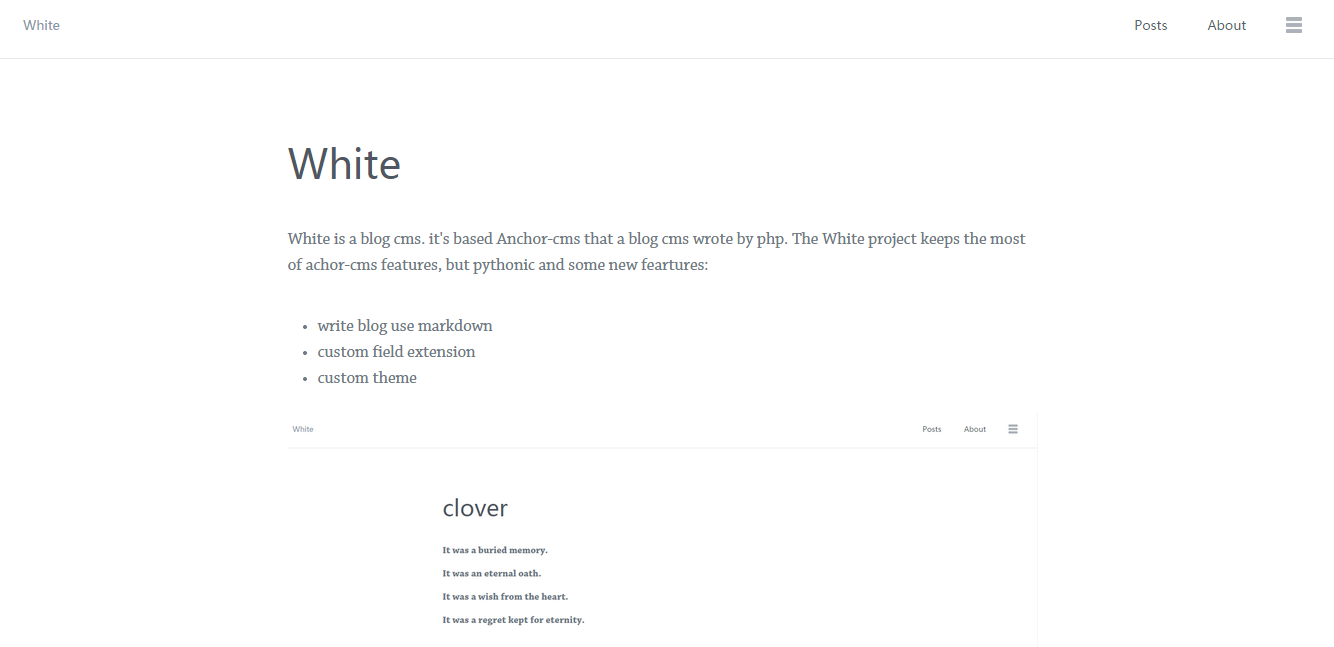 White
Posts
About
White
White is a blog cms. it's based Anchor-cms that a blog cms wrote by php. The White project keeps the most
of achor-cms features, but pythonic and some new feartures:
write blog use markdown
custom field extension
custom theme
White
Posts
About
clover
It was a buried memory.
It was an eternal oath.
It was a wish from the heart.
It was a regret kept for eternity.